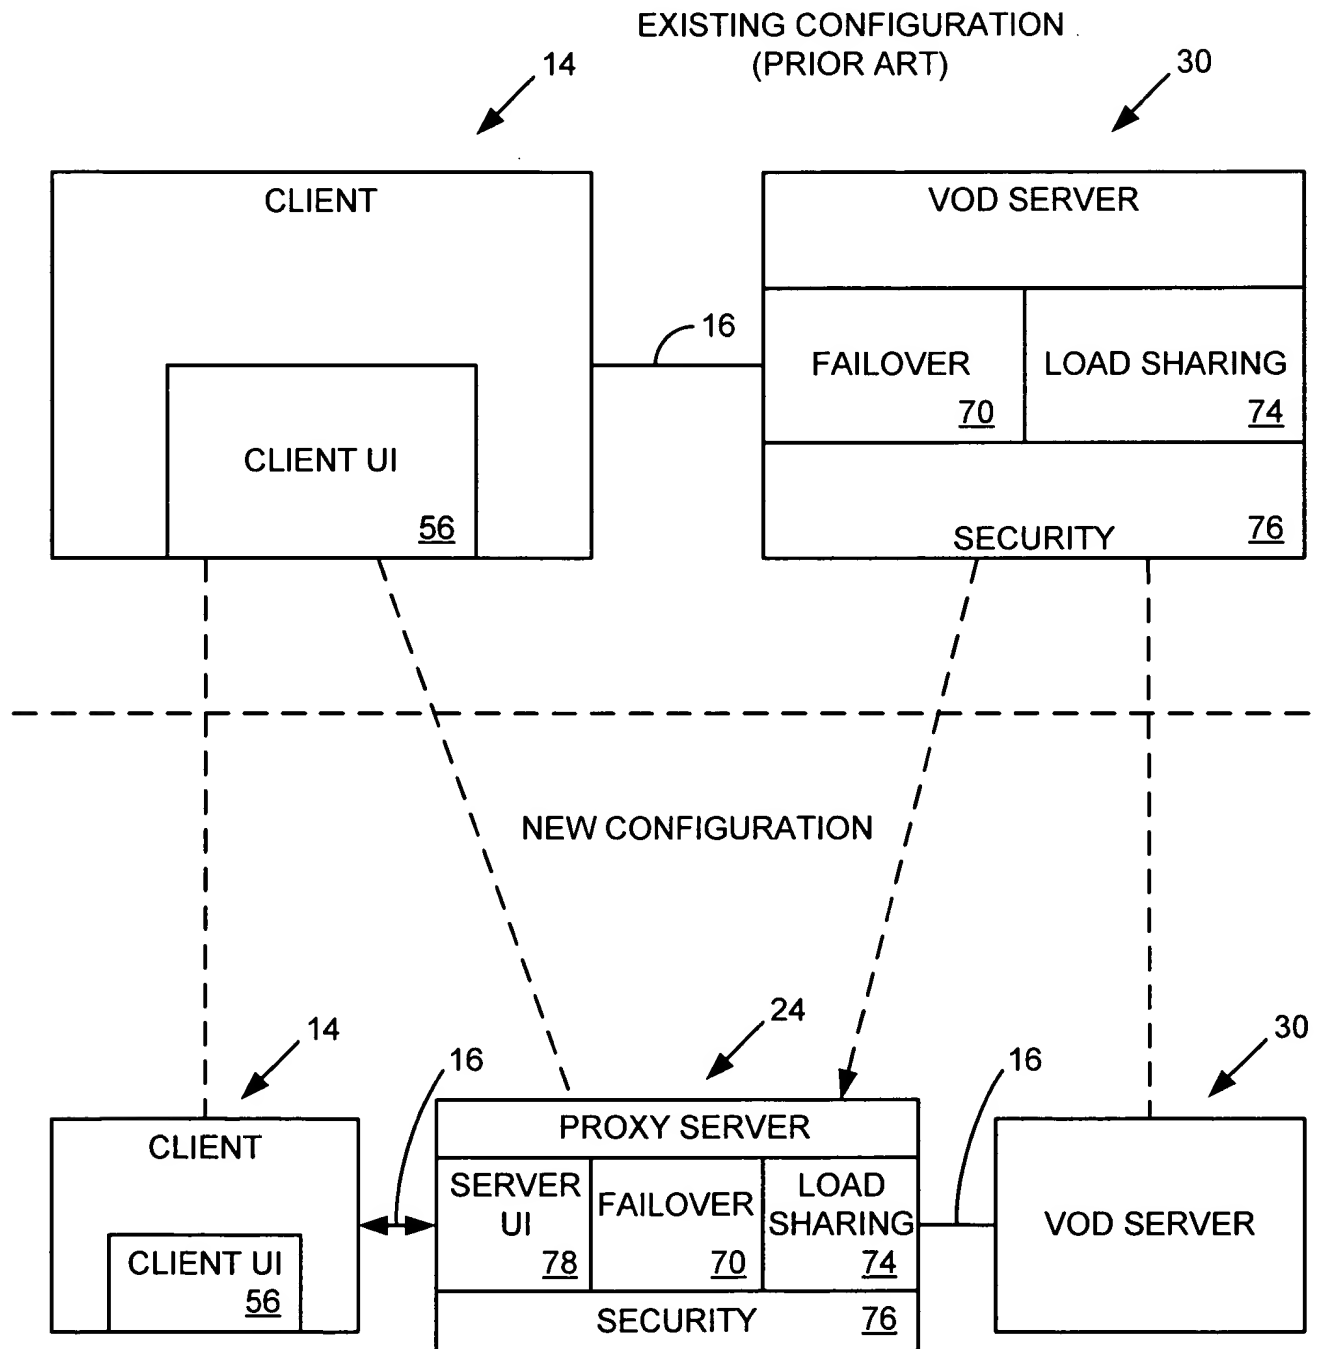 EXISTING CONFIGURATION
(PRIOR ART)
14
30
CLIENT
VOD SERVER
16
FAILOVER
70
LOAD SHARING
74
CLIENT UI
56
SECURITY
76
NEW CONFIGURATION
14
16
24
16
30
CLIENT
PROXY SERVER
SERVER
UI
78
FAILOVER
70
LOAD
SHARING
74
VOD SERVER
CLIENT UI
56
SECURITY
76